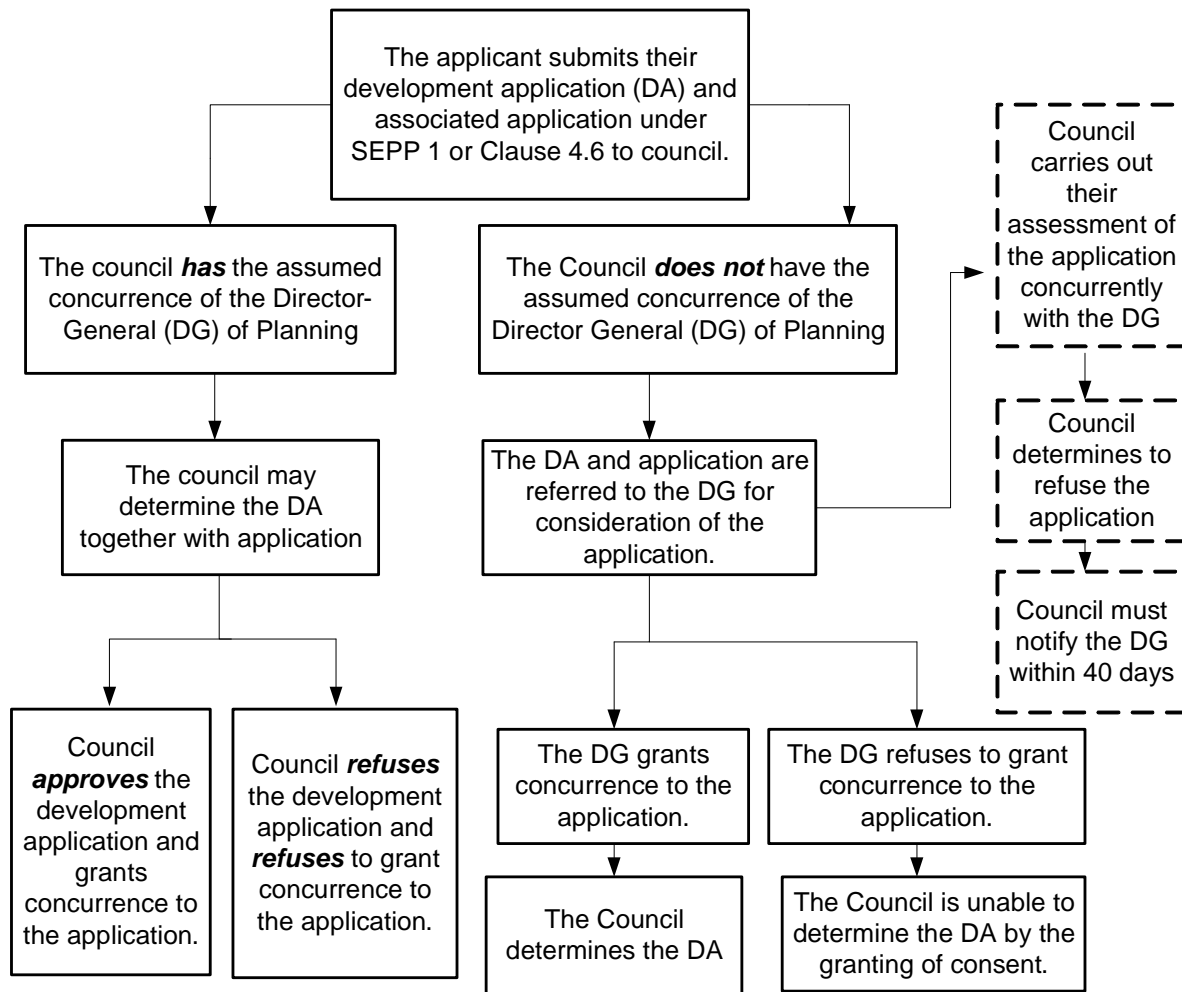 The applicant submits their
development application (DA) and
associated application under
SEPP 1 or Clause 4.6 to council.
The council has the assumed
concurrence of the Director-
General (DG) of Planning
The Council does not have the
assumed concurrence of the
Director General (DG) of Planning
Council
carries out
their
assessment of
the application
concurrently
with the DG
The council may
determine the DA
together with application
The DA and application are
referred to the DG for
consideration of the
application.
Council
determines to
refuse the
application
Council must
notify the DG
within 40 days
Council
approves the
development
application and
grants
concurrence to
the application.
Council refuses
the development
application and
refuses to grant
concurrence to
the application.
The DG grants
concurrence to the
application.
The DG refuses to grant
concurrence to the
application.
The Council
determines the DA
The Council is unable to
determine the DA by the
granting of consent.